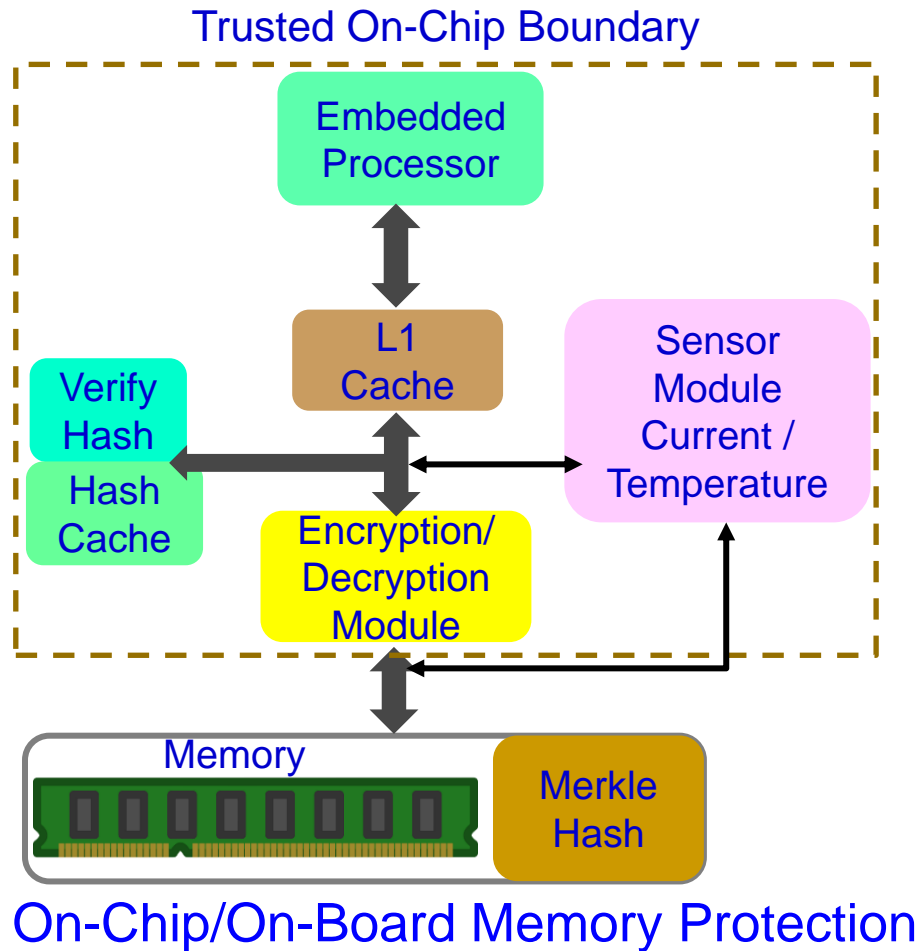 Trusted On-Chip Boundary
Embedded
Processor
L1
Cache
Sensor
Module
Current /
Temperature
Verify
Hash
Hash
Cache
Encryption/
Decryption
Module
Memory
Merkle
Hash
On-Chip/On-Board Memory Protection